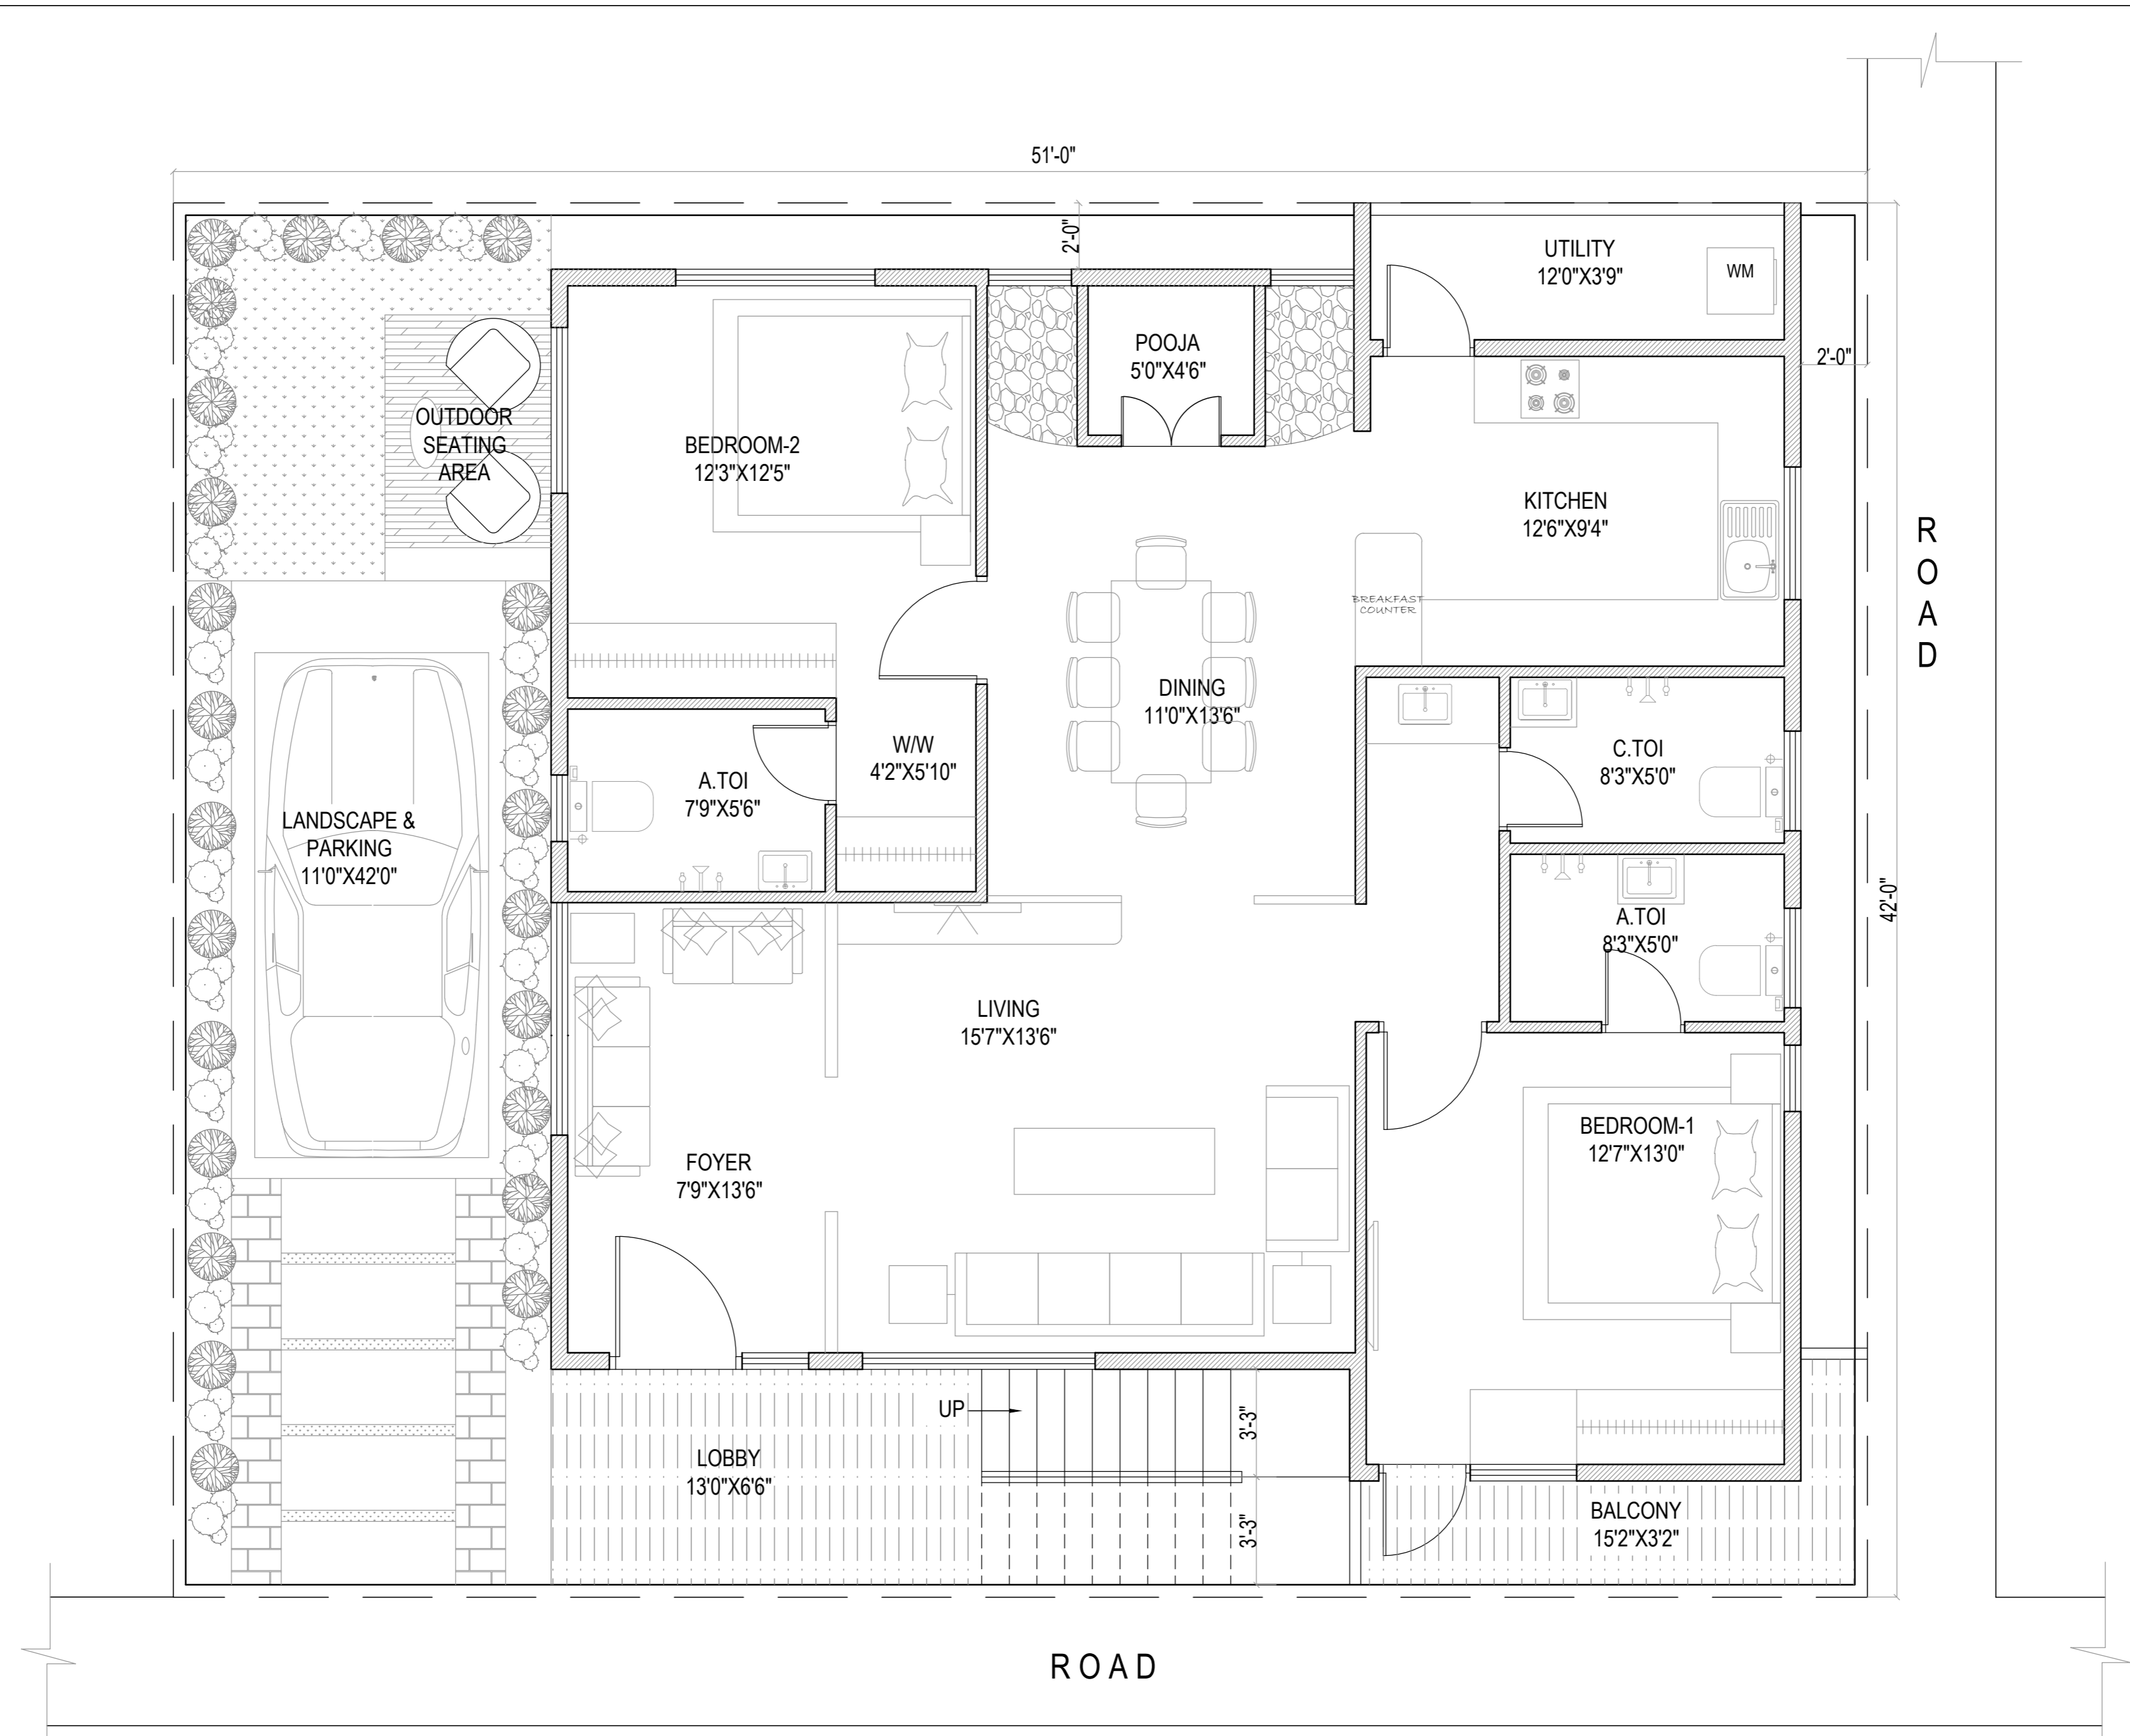 51'-0"
2'-0"
UTILITY
12'0"X3'9"
WM
POOJA
5'0"X4'6"
2'-0"
OUTDOOR
SEATING
AREA
BEDROOM-2
12'3"X12'5"
KITCHEN
12'6"X9'4"
R
O
A
D
BREAKFAST
COUNTER
DINING
11'0"X13'6"
W/W
4'2"X5'10"
C.TOI
8'3"X5'0"
A.TOI
7'9"X5'6"
LANDSCAPE &
PARKING
11'0"X42'0"
42'-0"
A.TOI
8'3"X5'0"
LIVING
15'7"X13'6"
BEDROOM-1
12'7"X13'0"
FOYER
7'9"X13'6"
UP
3'-3"
LOBBY
13'0"X6'6"
3'-3"
BALCONY
15'2"X3'2"
ROAD